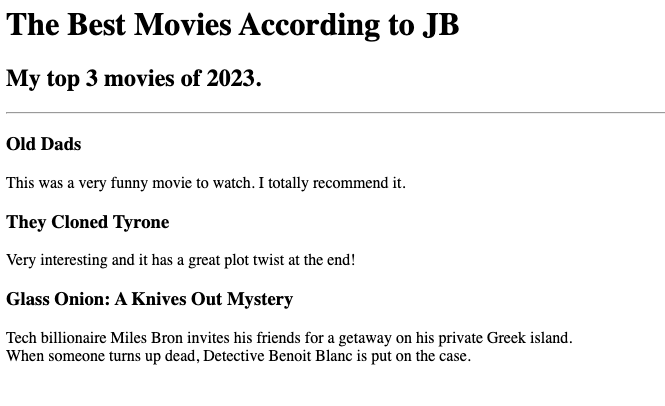 The Best Movies According to JB
My top 3 movies of 2023.
Old Dads
This was a very funny movie to watch. I totally recommend it.
They Cloned Tyrone
Very interesting and it has a great plot twist at the end!
Glass Onion: A Knives Out Mystery
Tech billionaire Miles Bron invites his friends for a getaway on his private Greek island.
When someone turns up dead, Detective Benoit Blanc is put on the case.